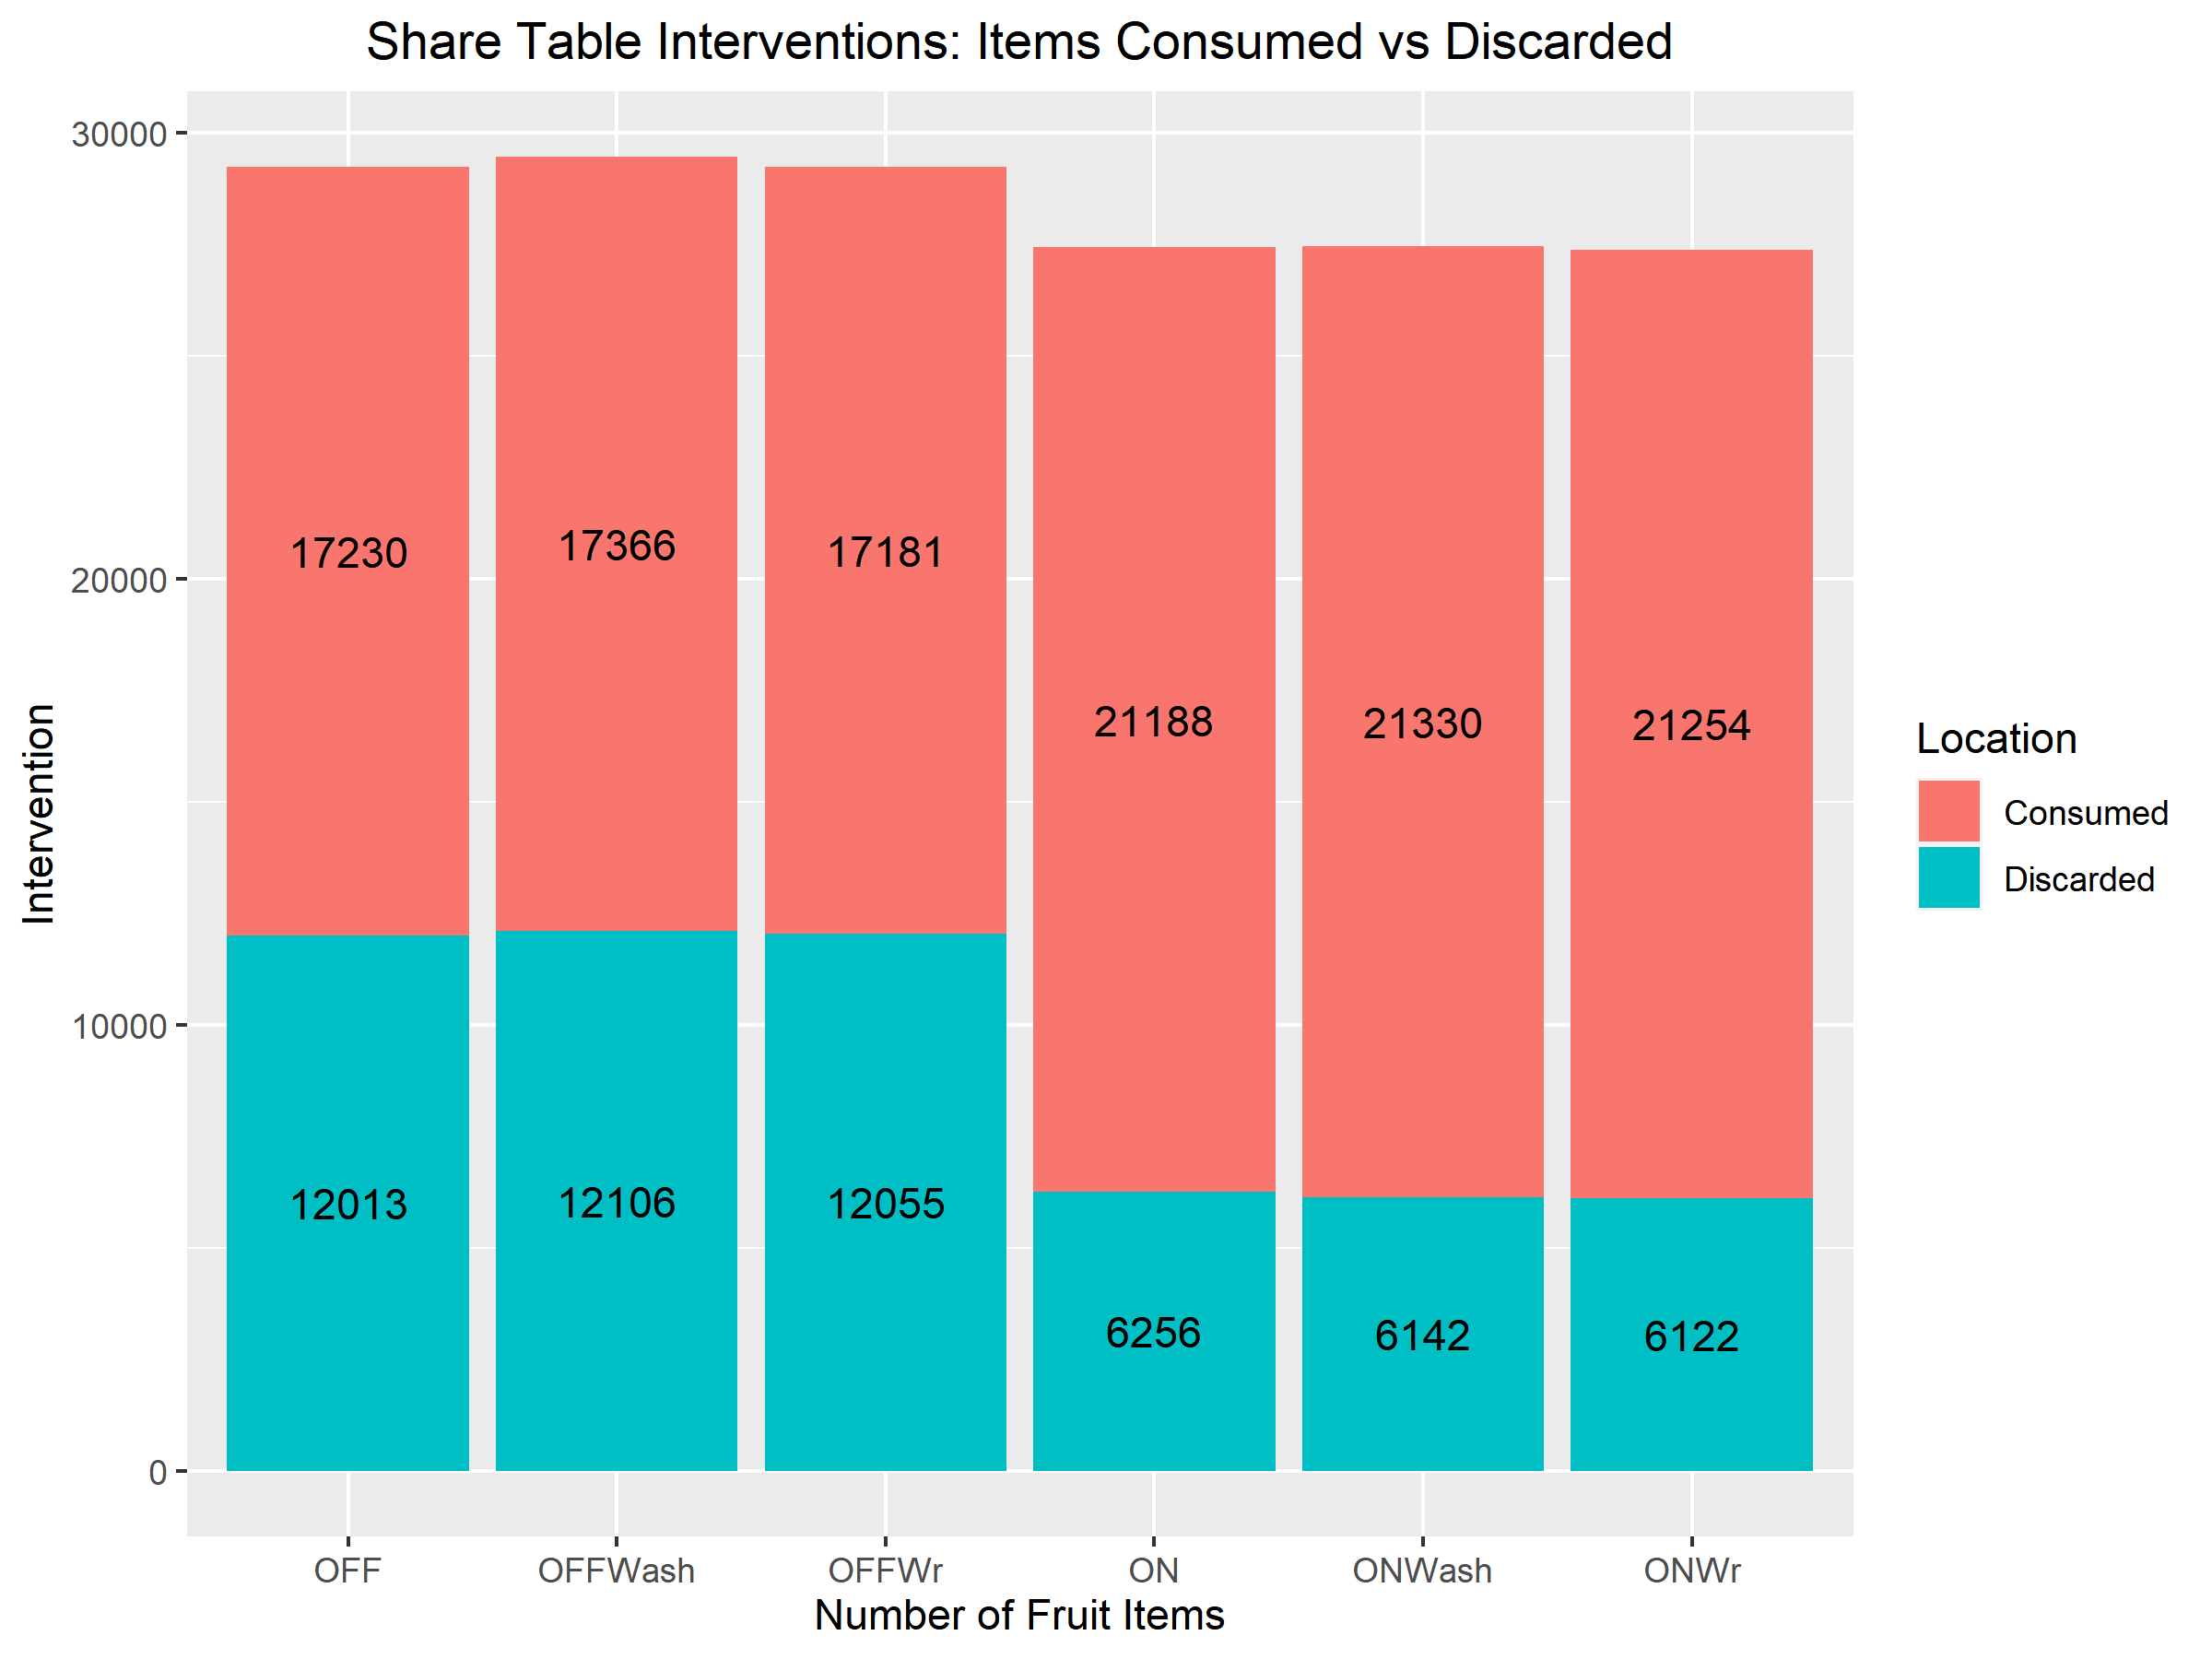 Share Table Interventions: Items Consumed vs Discarded
30000
20000
10000
0
Intervention
17230
17366
17181
21188
21330
21254
12013
12106
12055
6256
6142
6122
OFF
OFFWash
OFFWr
ON
ONWash
ONWr
Number of Fruit Items
Location
Consumed
Discarded